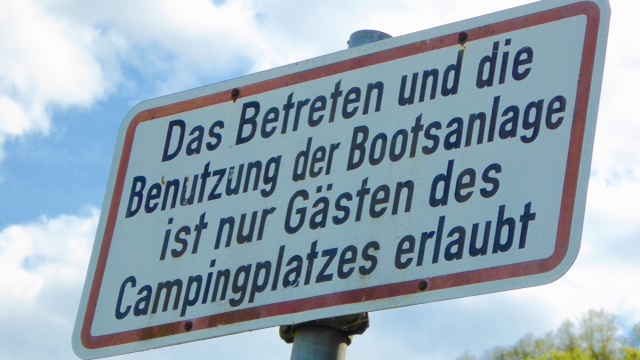 Das Betreten und die
Benutzung der Bootsanlage
ist nur Gästen des
Campingplatzes erlaubt